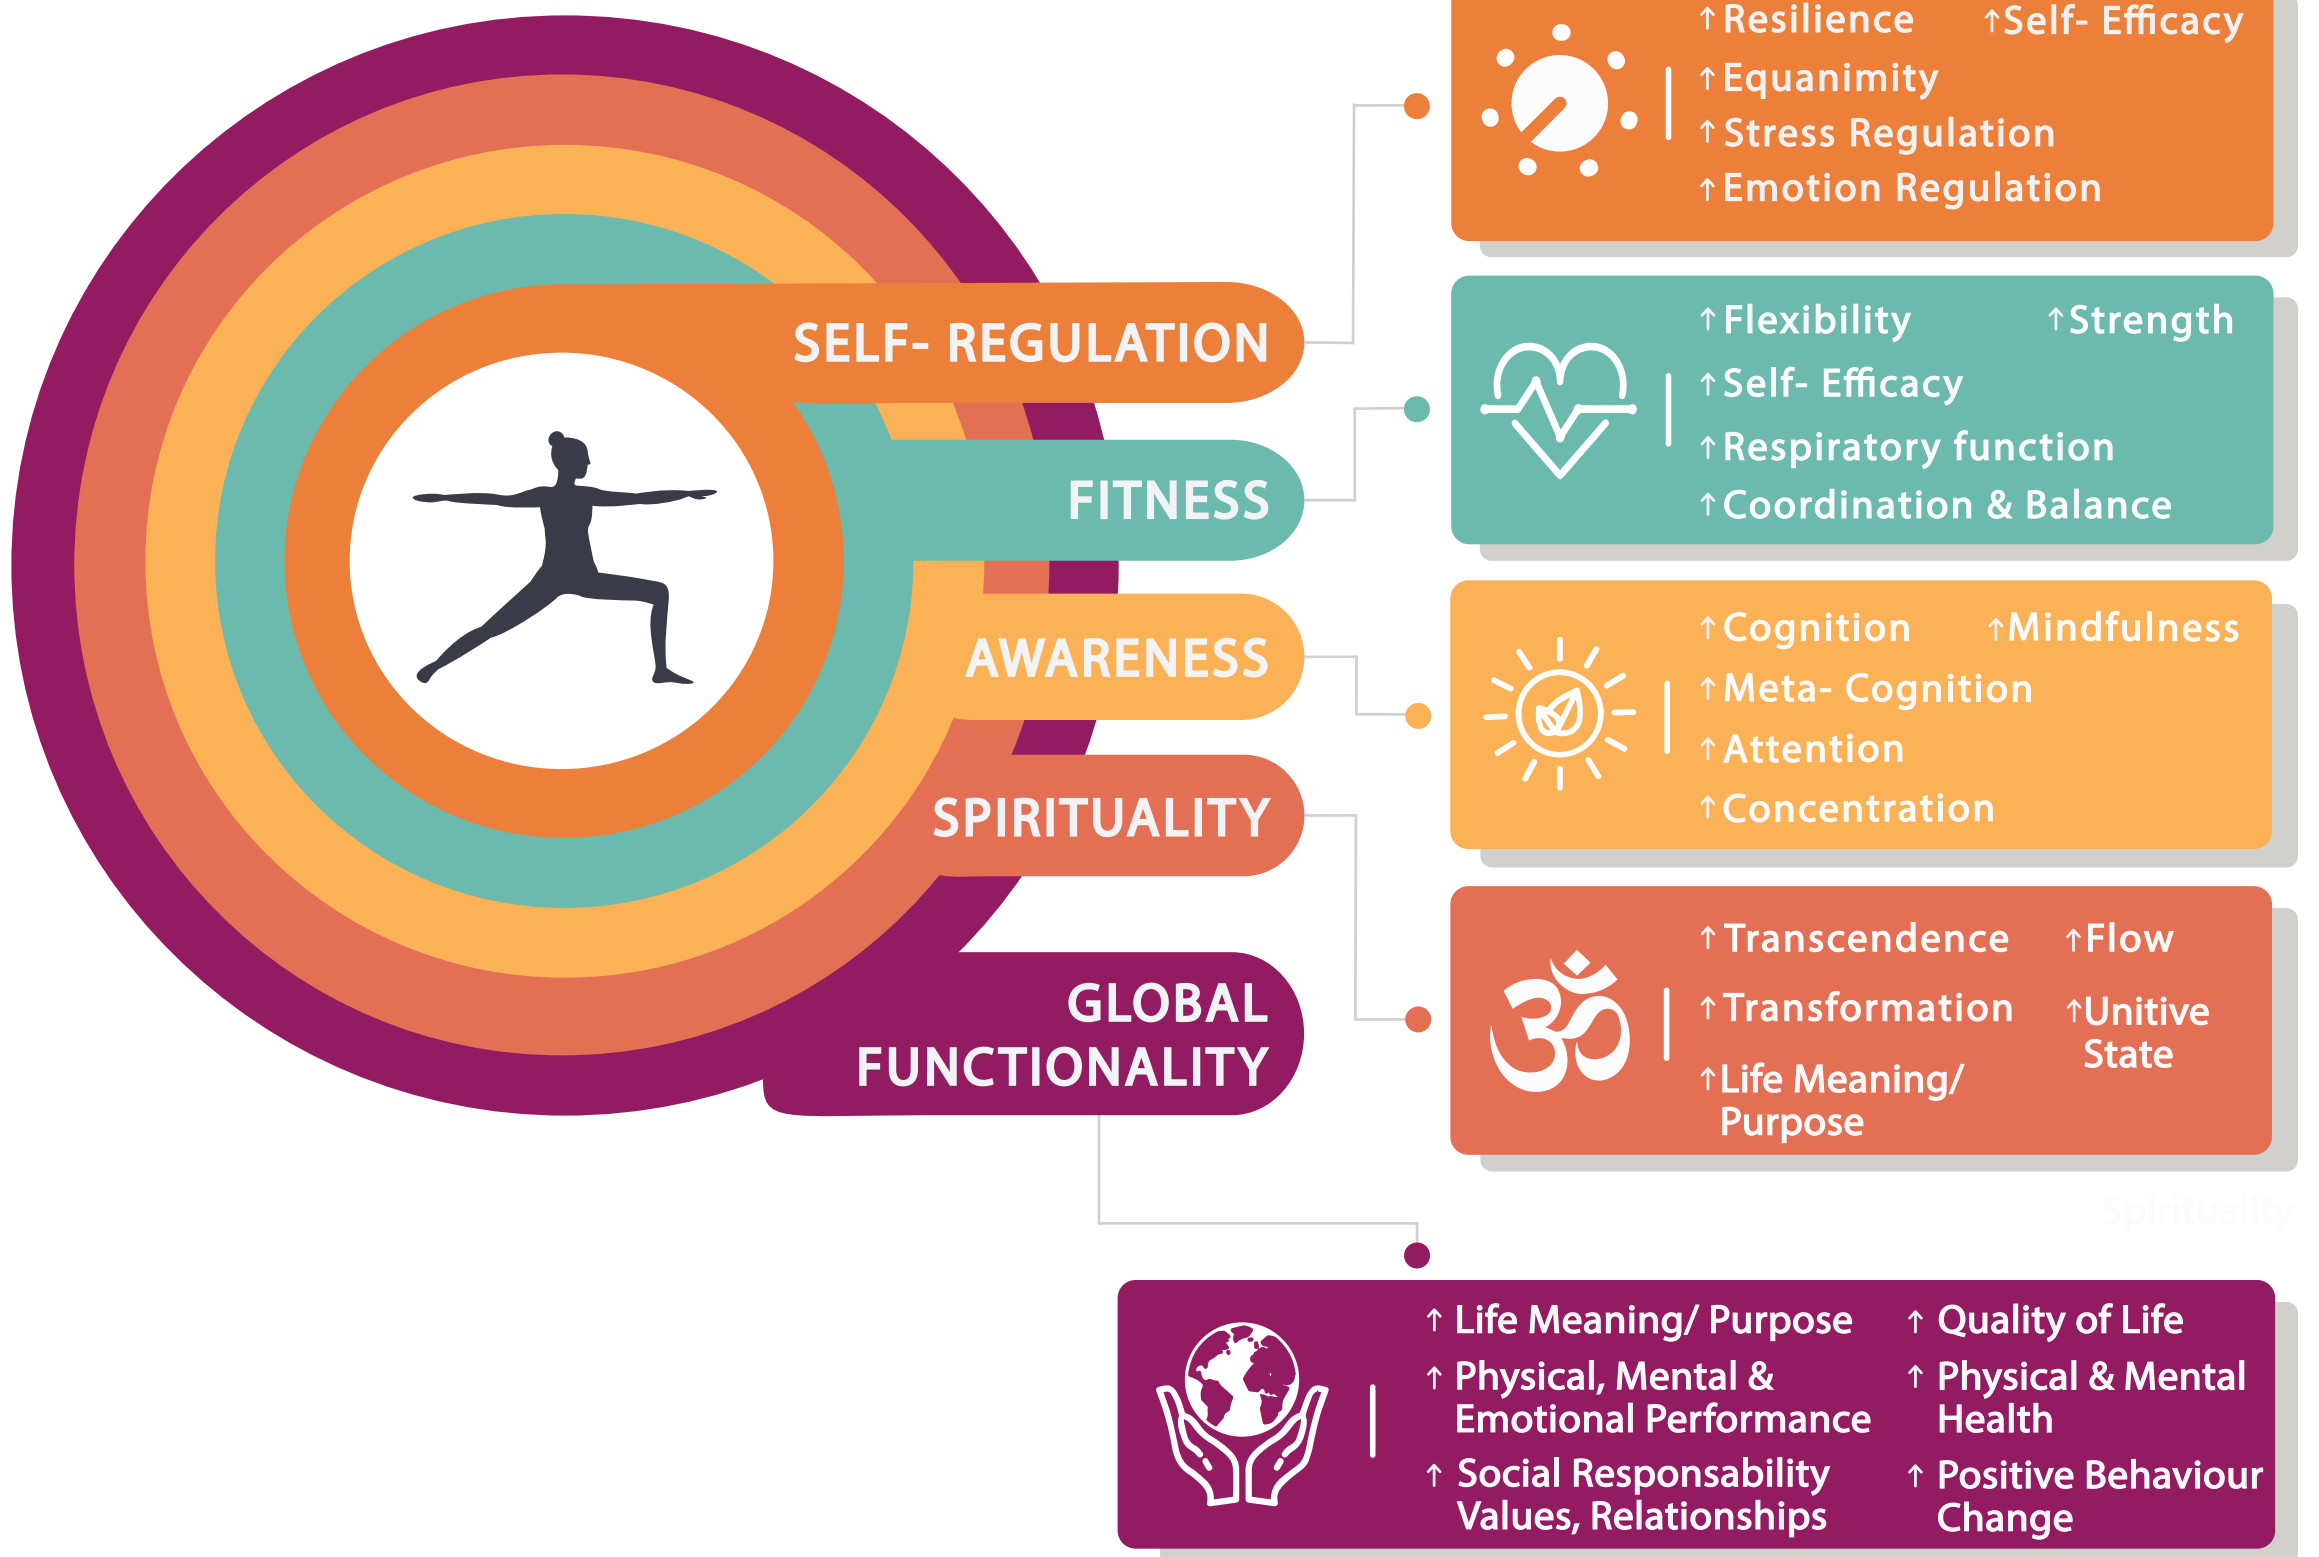 SELF- REGULATION
FITNESS
AWARENESS
SPIRITUALITY
GLOBAL
FUNCTIONALITY
↑ Resilience ↑ Self- Efficacy
↑ Equanimity
↑ Stress Regulation
↑ Emotion Regulation
↑ Flexibility ↑ Strength
↑ Self- Efficacy
↑ Respiratory function
↑ Coordination & Balance
↑ Cognition ↑ Mindfulness
↑ Meta- Cognition
↑ Attention
↑ Concentration
↑ Transcendence ↑ Flow
↑ Transformation ↑ Unitive
State
↑ Life Meaning/
Purpose
Spirituality
↑ Life Meaning/ Purpose ↑ Quality of Life
↑ Physical, Mental & ↑ Physical & Mental
Emotional Performance Health
↑ Social Responsability ↑ Positive Behaviour
Values, Relationships Change